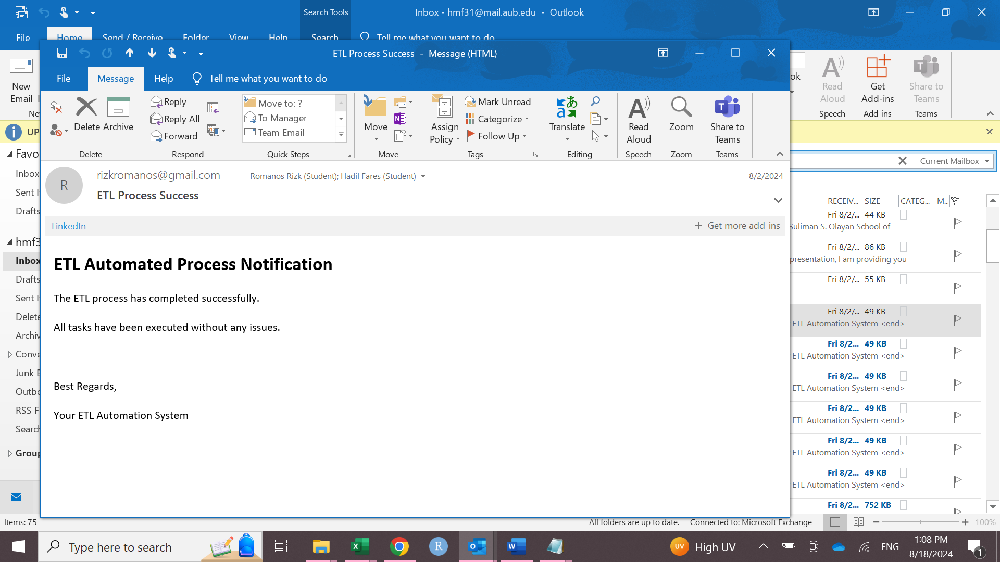 Search Tools
Inbox - hmf31@mail.aub.edu - Outlook
File
Home
Send / Receive
Folder
View
Help
Search
Tell me what you want to do
ETL Process Success - Message (HTML)
File
Message
Help
Tell me what you want to do
New
Email
Delete
Archive
Delete
Reply
Reply All
Forward
Respond
Move to: ?
To Manager
Team Email
Quick Steps
Move
Move
Assign
Policy
Mark Unread
Categorize
Follow Up
Tags
Translate
Editing
Read
Aloud
Speech
Zoom
Zoom
Share to
Teams
Teams
ok
Read
Aloud
Speech
Get
Add-ins
Add-ins
Share to
Teams
Teams
UP
Current Mailbox
Favo
Inbox
Sent It
Drafts
hmf3
Inbox
Drafts
Sent It
Delete
Archiv
Conve
Junk E
Outbo
RSS Fe
Search
Group
R
rizkromanos@gmail.com
Romanos Rizk (Student); Hadil Fares (Student)
8/2/2024
ETL Process Success
LinkedIn
+ Get more add-ins
ETL Automated Process Notification
The ETL process has completed successfully.
All tasks have been executed without any issues.
Best Regards,
Your ETL Automation System
RECEIV... SIZE CATEG... M...
Fri 8/2/... 44 KB
Suliman S. Olayan School of
Fri 8/2/... 86 KB
presentation, I am providing you
Fri 8/2/... 55 KB
Fri 8/2/... 49 KB
ETL Automation System <end>
Fri 8/2... 49 KB
ETL Automation System <end>
Fri 8/2... 49 KB
ETL Automation System <end>
Fri 8/2... 49 KB
ETL Automation System <end>
Fri 8/2... 49 KB
ETL Automation System <end>
Fri 8/2... 49 KB
ETL Automation System <end>
Fri 8/2... 752 KB
Items: 75
All folders are up to date.
Connected to: Microsoft Exchange
100%
Type here to search
UV
High UV
ENG
1:08 PM
8/18/2024
1